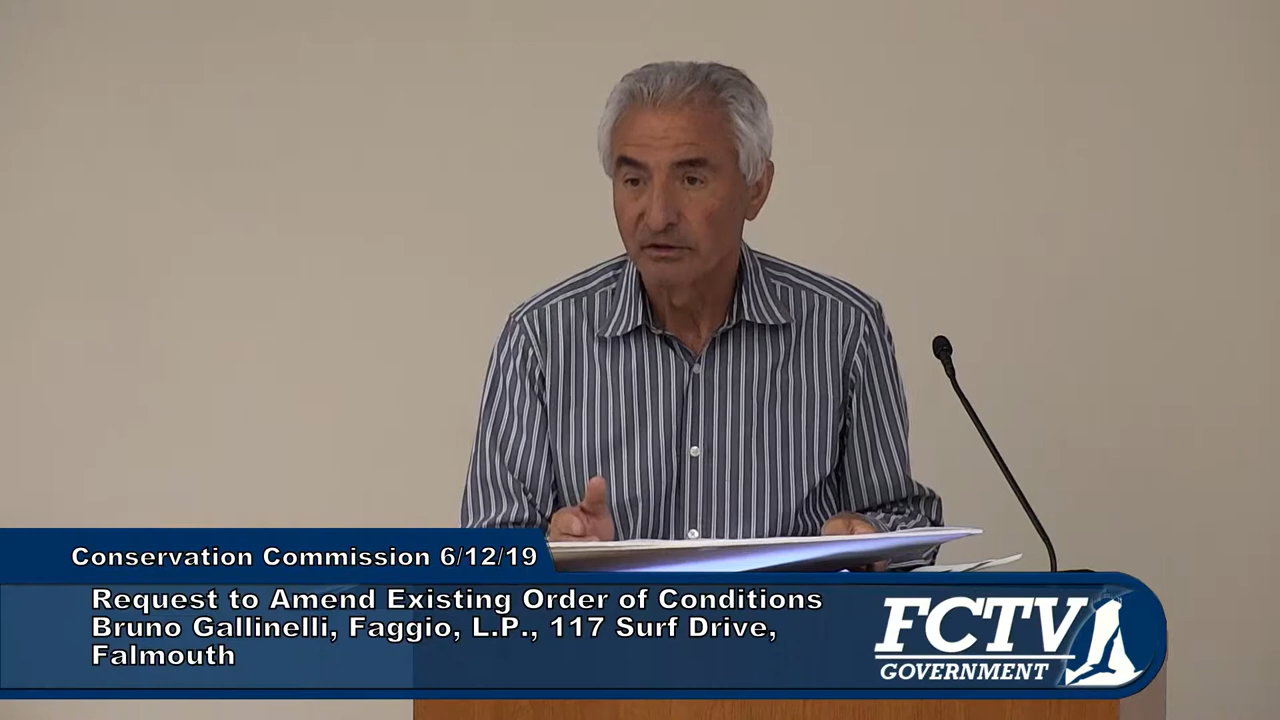 Conservation Commission 6/12/19
Request to Amend Existing Order of Conditions
Bruno Gallinelli, Faggio, L.P., 117 Surf Drive,
Falmouth
FCTV
GOVERNMENT